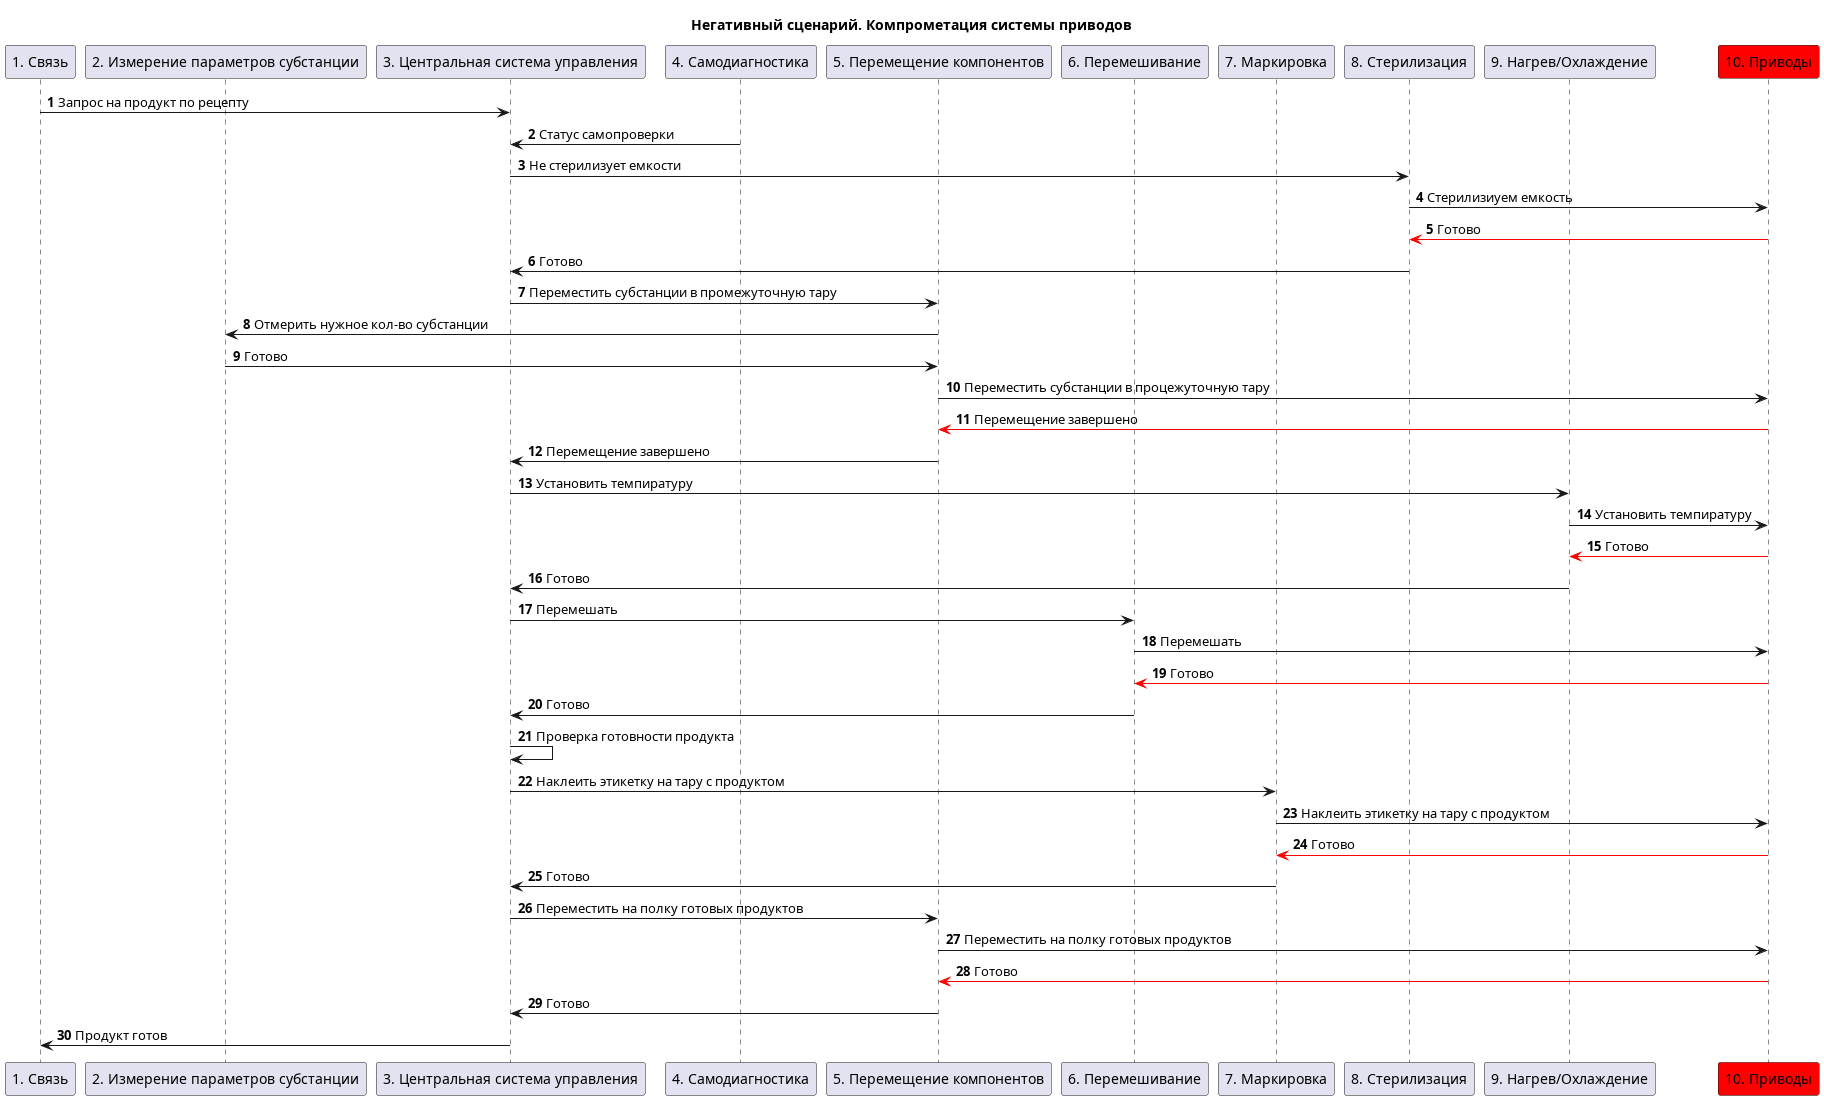 Негативный сценарий. Компрометация системы приводов
1. Связь
2. Измерение параметров субстанции
3. Центральная система управления
4. Самодиагностика
5. Перемещение компонентов
6. Перемешивание
7. Маркировка
8. Стерилизация
9. Нагрев/Охлаждение
10. Приводы
1 Запрос на продукт по рецепту
2 Статус самопроверки
3 Не стерилизует емкости
4 Стерилизиуем емкость
5 Готово
6 Готово
7 Переместить субстанции в промежуточную тару
8 Отмерить нужное кол-во субстанции
9 Готово
10 Переместить субстанции в процежуточную тару
11 Перемещение завершено
12 Перемещение завершено
13 Установить темпиратуру
14 Установить темпиратуру
15 Готово
16 Готово
17 Перемешать
18 Перемешать
19 Готово
20 Готово
21 Проверка готовности продукта
22 Наклеить этикетку на тару с продуктом
23 Наклеить этикетку на тару с продуктом
24 Готово
25 Готово
26 Переместить на полку готовых продуктов
27 Переместить на полку готовых продуктов
28 Готово
29 Готово
30 Продукт готов
1. Связь
2. Измерение параметров субстанции
3. Центральная система управления
4. Самодиагностика
5. Перемещение компонентов
6. Перемешивание
7. Маркировка
8. Стерилизация
9. Нагрев/Охлаждение
10. Приводы